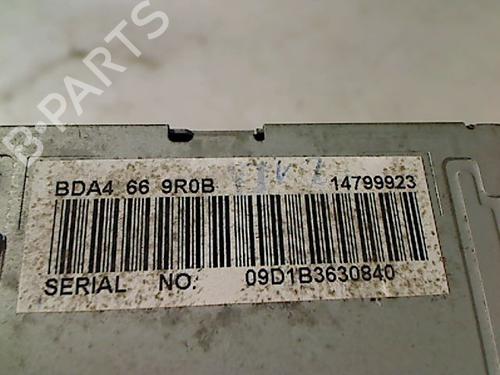 B-PARTS
BDA4 66 9R0B 14799923
SERIAL NO. 09D1B3630840